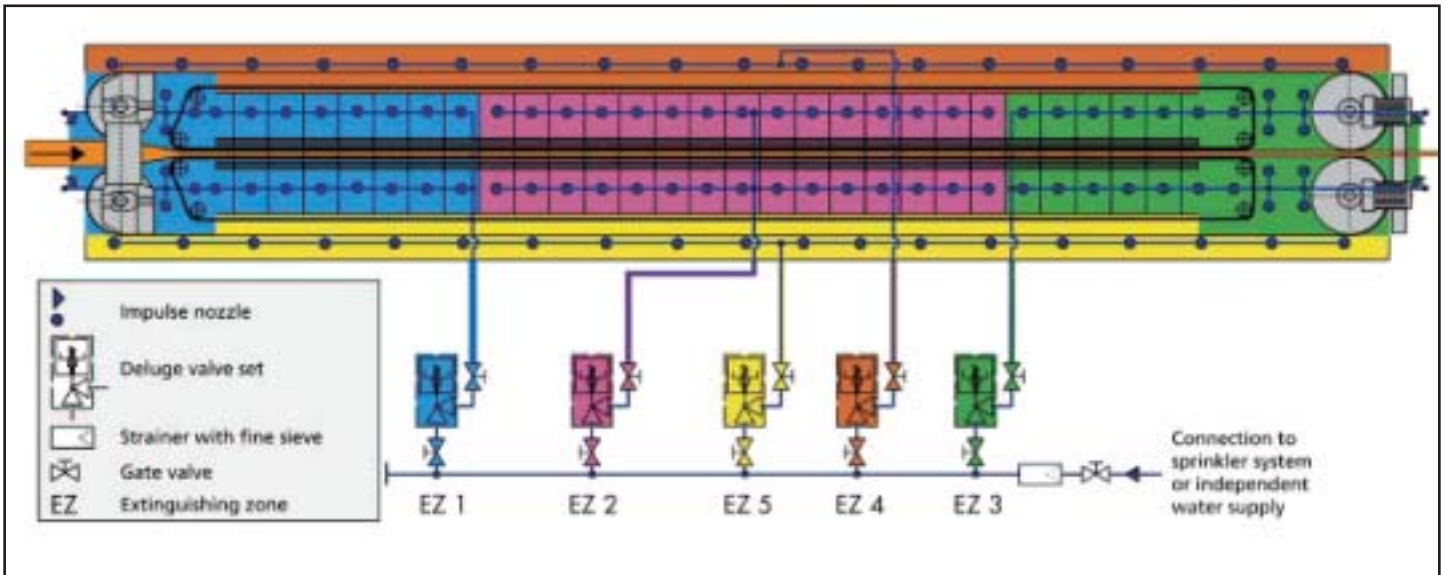 Impulse nozzle
Deluge valve set
Strainer with fine sieve
Gate valve
EZ Extinguishing zone
EZ 1
EZ 2
EZ 5
EZ 4
EZ 3
Connection to
sprinkler system
or independent
water supply